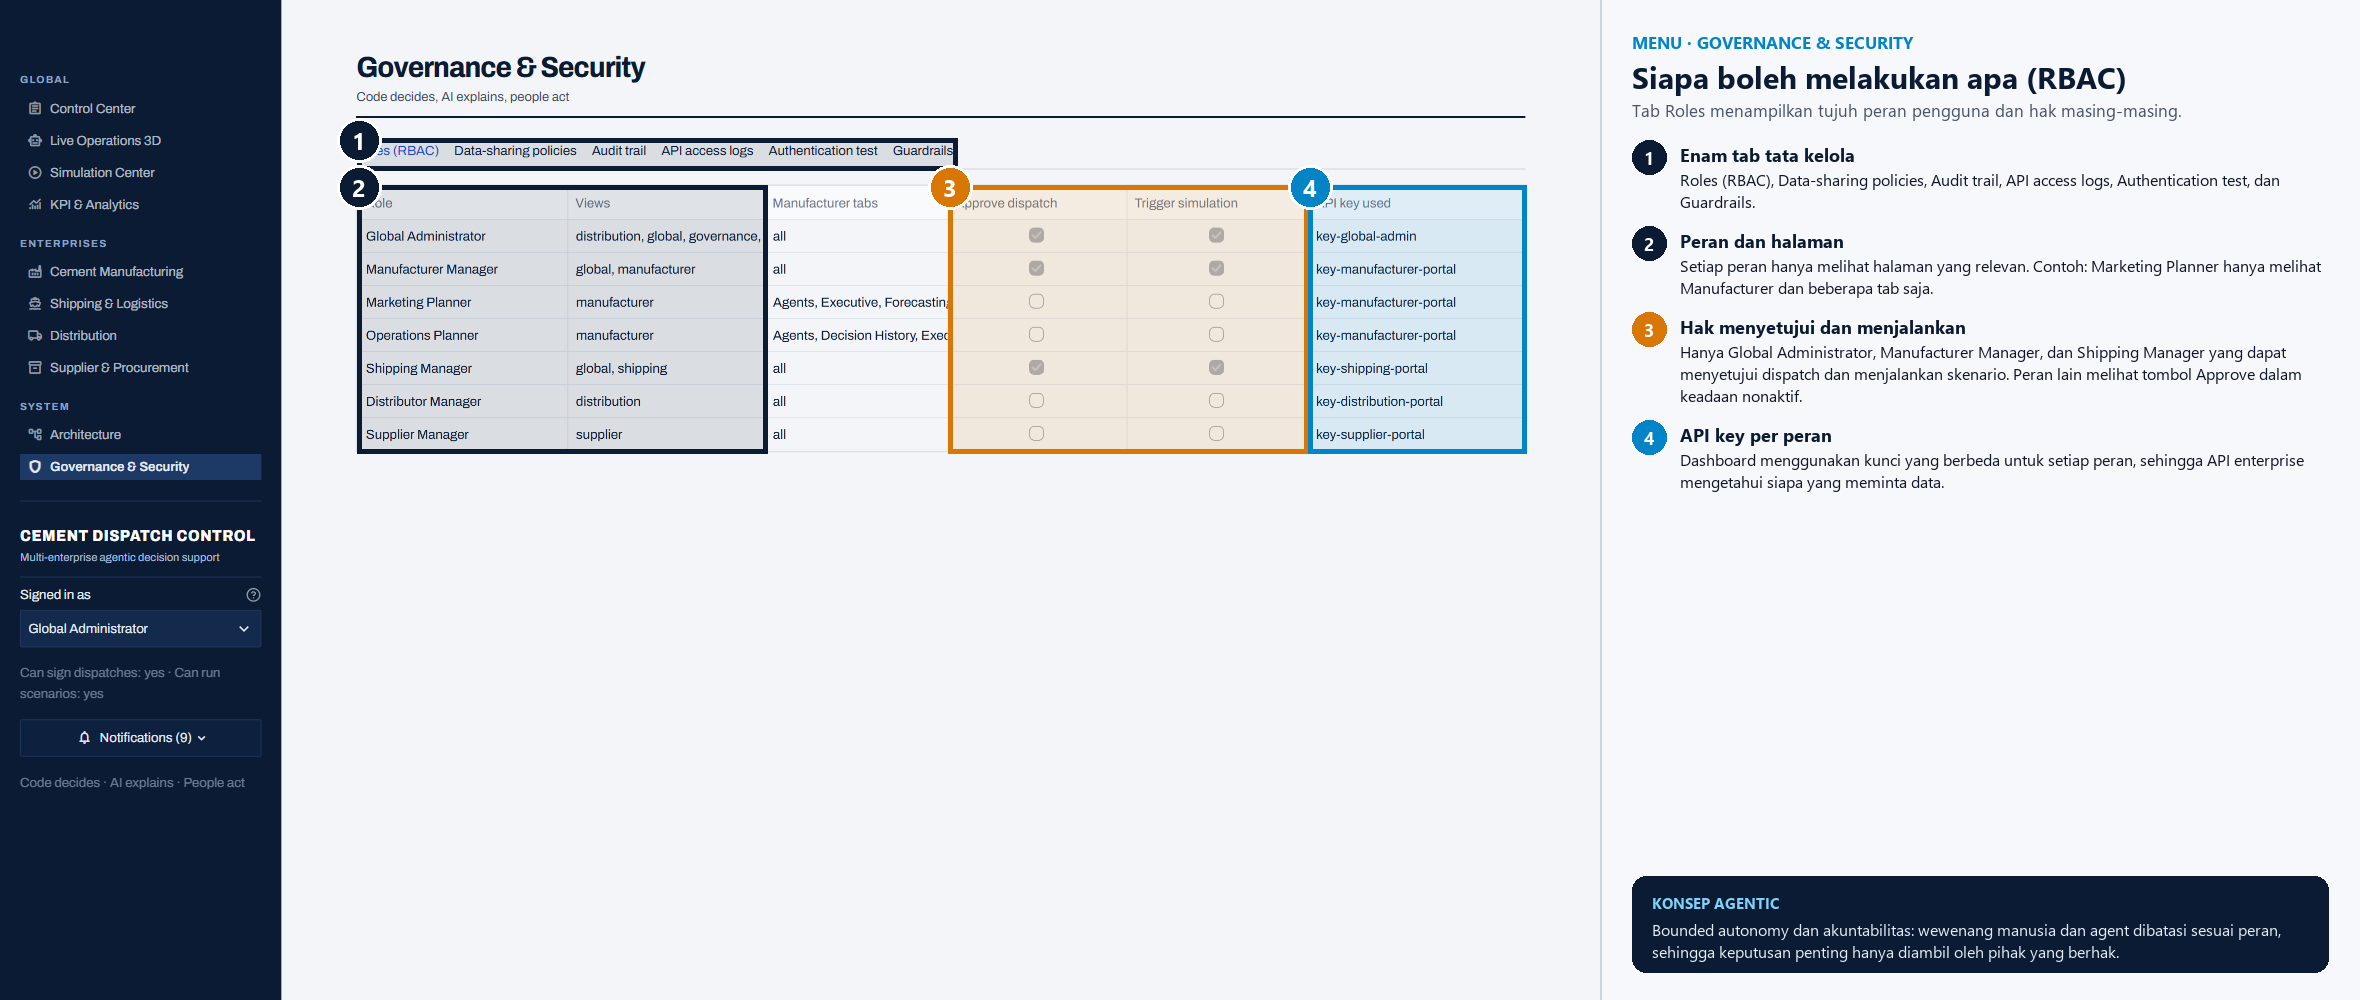 GLOBAL
Control Center
Live Operations 3D
Simulation Center
KPI & Analytics
ENTERPRISES
Cement Manufacturing
Shipping & Logistics
Distribution
Supplier & Procurement
SYSTEM
Architecture
Governance & Security
CEMENT DISPATCH CONTROL
Multi-enterprise agentic decision support
Signed in as
Global Administrator
Can sign dispatches: yes · Can run
scenarios: yes
Notifications (9)
Code decides · AI explains · People act
Governance & Security
Code decides, AI explains, people act
1
es (RBAC) Data-sharing policies Audit trail API access logs Authentication test Guardrails
2 3 4
ole Views Manufacturer tabs pprove dispatch Trigger simulation PI key used
Global Administrator distribution, global, governance, all key-global-admin
Manufacturer Manager global, manufacturer all key-manufacturer-portal
Marketing Planner manufacturer Agents, Executive, Forecasting key-manufacturer-portal
Operations Planner manufacturer Agents, Decision History, Exec key-manufacturer-portal
Shipping Manager global, shipping all key-shipping-portal
Distributor Manager distribution all key-distribution-portal
Supplier Manager supplier all key-supplier-portal
MENU · GOVERNANCE & SECURITY
Siapa boleh melakukan apa (RBAC)
Tab Roles menampilkan tujuh peran pengguna dan hak masing-masing.
1 Enam tab tata kelola
Roles (RBAC), Data-sharing policies, Audit trail, API access logs, Authentication test, dan
Guardrails.
2 Peran dan halaman
Setiap peran hanya melihat halaman yang relevan. Contoh: Marketing Planner hanya melihat
Manufacturer dan beberapa tab saja.
3 Hak menyetujui dan menjalankan
Hanya Global Administrator, Manufacturer Manager, dan Shipping Manager yang dapat
menyetujui dispatch dan menjalankan skenario. Peran lain melihat tombol Approve dalam
keadaan nonaktif.
4 API key per peran
Dashboard menggunakan kunci yang berbeda untuk setiap peran, sehingga API enterprise
mengetahui siapa yang meminta data.
KONSEP AGENTIC
Bounded autonomy dan akuntabilitas: wewenang manusia dan agent dibatasi sesuai peran,
sehingga keputusan penting hanya diambil oleh pihak yang berhak.